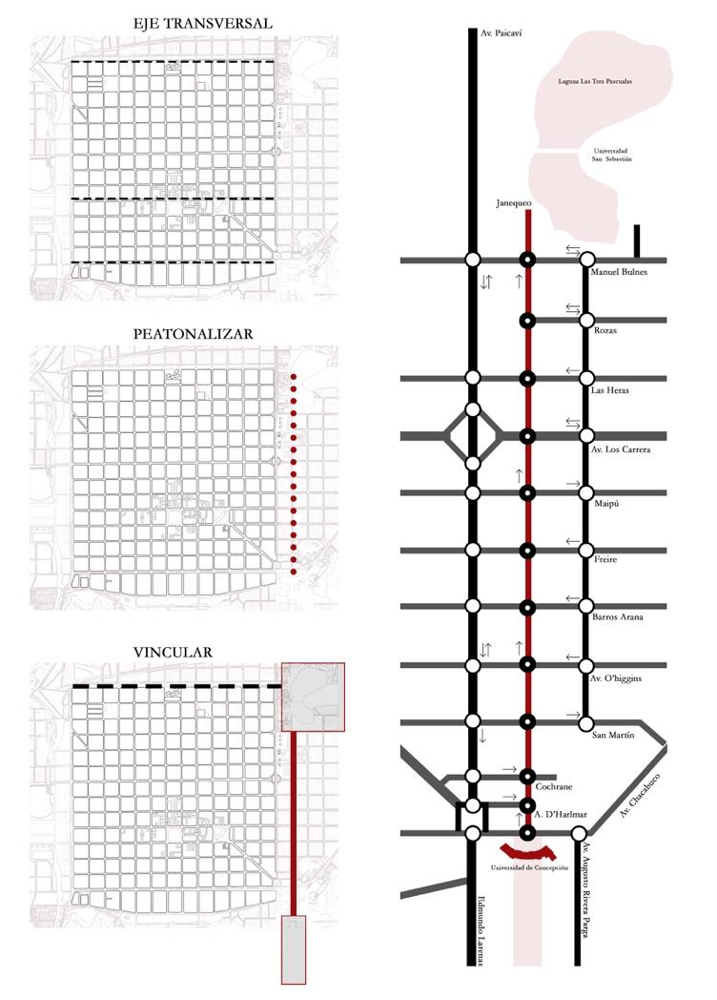 EJE TRANSVERSAL
PEATONALIZAR
VINCULAR
Av. Paicaví
Laguna Las Tres Pascualas
Universidad
San Sebastián
Janequeo
Manuel Bulnes
Rozas
Las Heras
Av. Los Carrera
Maipú
Freire
Barros Arana
Av. O'higgins
San Martín
Cochrane
Av. Chacabuco
A. D'Harlmar
Universidad de Concepción
Edmundo Larenas
Av. Augusto Rivera Parga